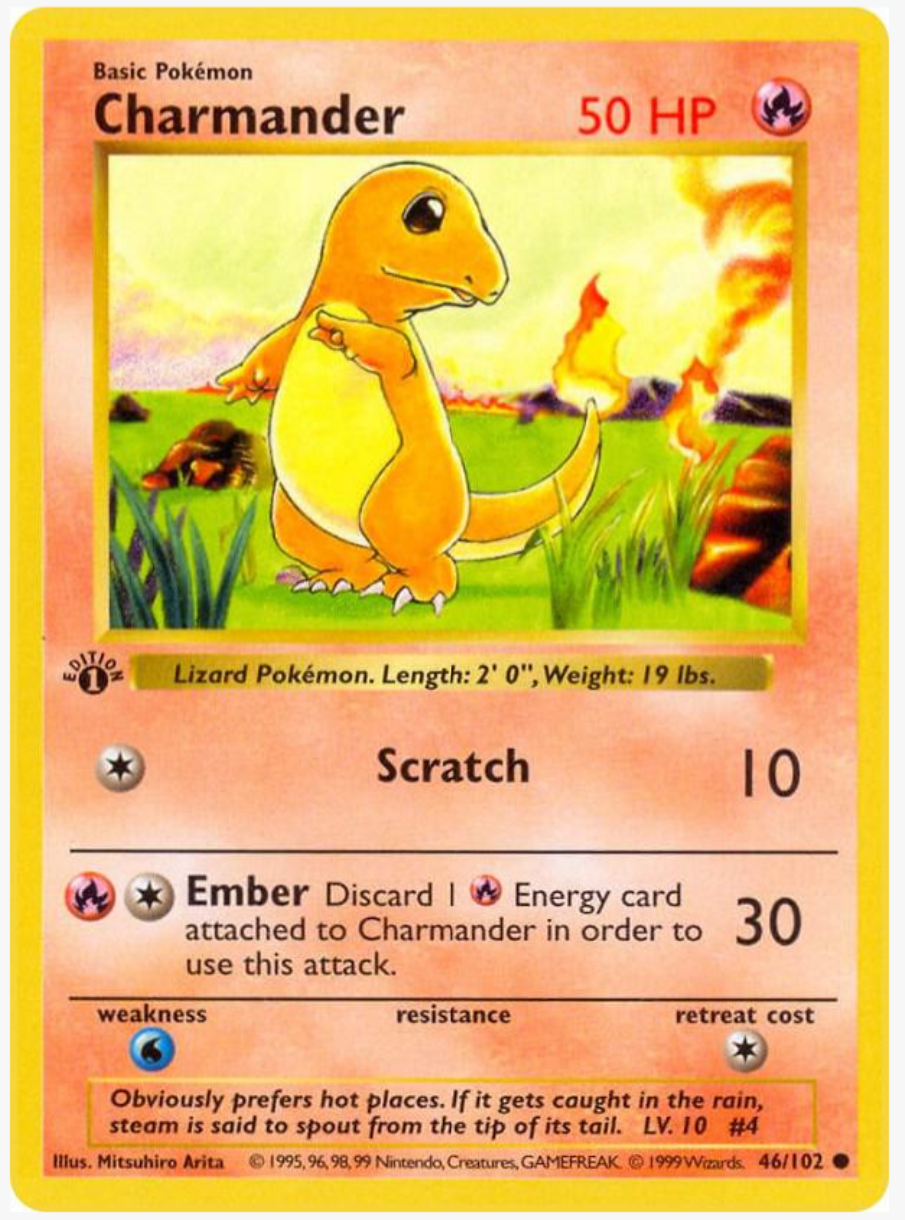 Basic Pokémon
Charmander 50 HP
EDITION 1
Lizard Pokémon. Length: 2' 0", Weight: 19 lbs.
Scratch 10
Ember Discard 1 Energy card
attached to Charmander in order to
use this attack.
30
weakness resistance retreat cost
Obviously prefers hot places. If it gets caught in the rain,
steam is said to spout from the tip of its tail. LV. 10 #4
Illus. Mitsuhiro Arita © 1995, 96, 98, 99 Nintendo, Creatures, GAMEFREAK. © 1999 Wizards. 46/102